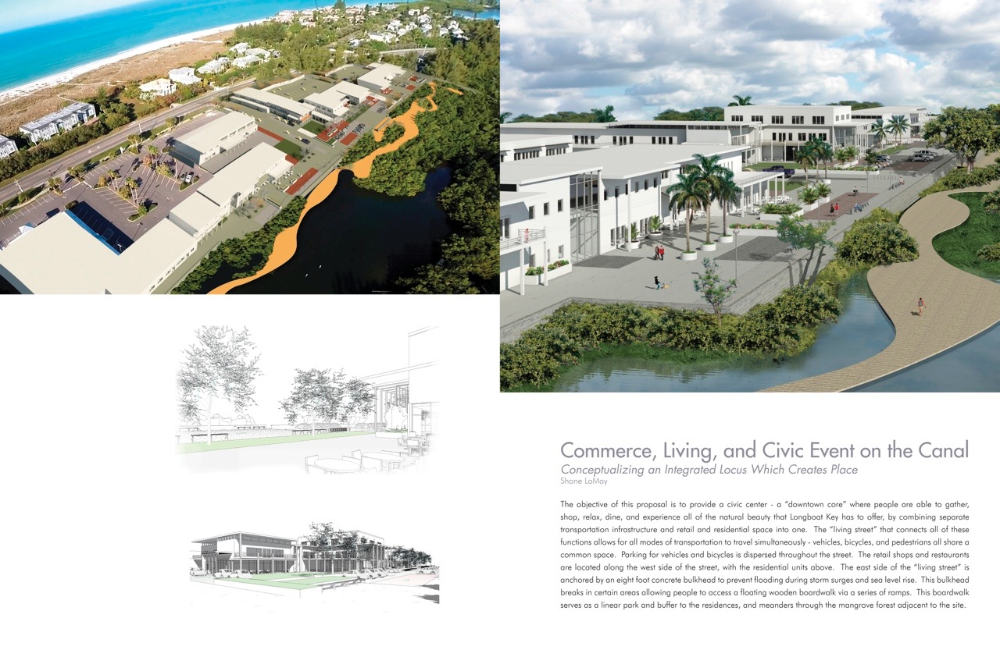 Commerce, Living, and Civic Event on the Canal
Conceptualizing an Integrated Locus Which Creates Place
Shane LaMay
The objective of this proposal is to provide a civic center - a “downtown core” where people are able to gather,
shop, relax, dine, and experience all of the natural beauty that Longboat Key has to offer, by combining separate
transportation infrastructure and retail and residential space into one.  The “living street” that connects all of these
functions allows for all modes of transportation to travel simultaneously - vehicles, bicycles, and pedestrians all share a
common space.  Parking for vehicles and bicycles is dispersed throughout the street.  The retail shops and restaurants
are located along the west side of the street, with the residential units above.  The east side of the “living street” is
anchored by an eight foot concrete bulkhead to prevent flooding during storm surges and sea level rise.  This bulkhead
breaks in certain areas allowing people to access a floating wooden boardwalk via a series of ramps.  This boardwalk
serves as a linear park and buffer to the residences, and meanders through the mangrove forest adjacent to the site.